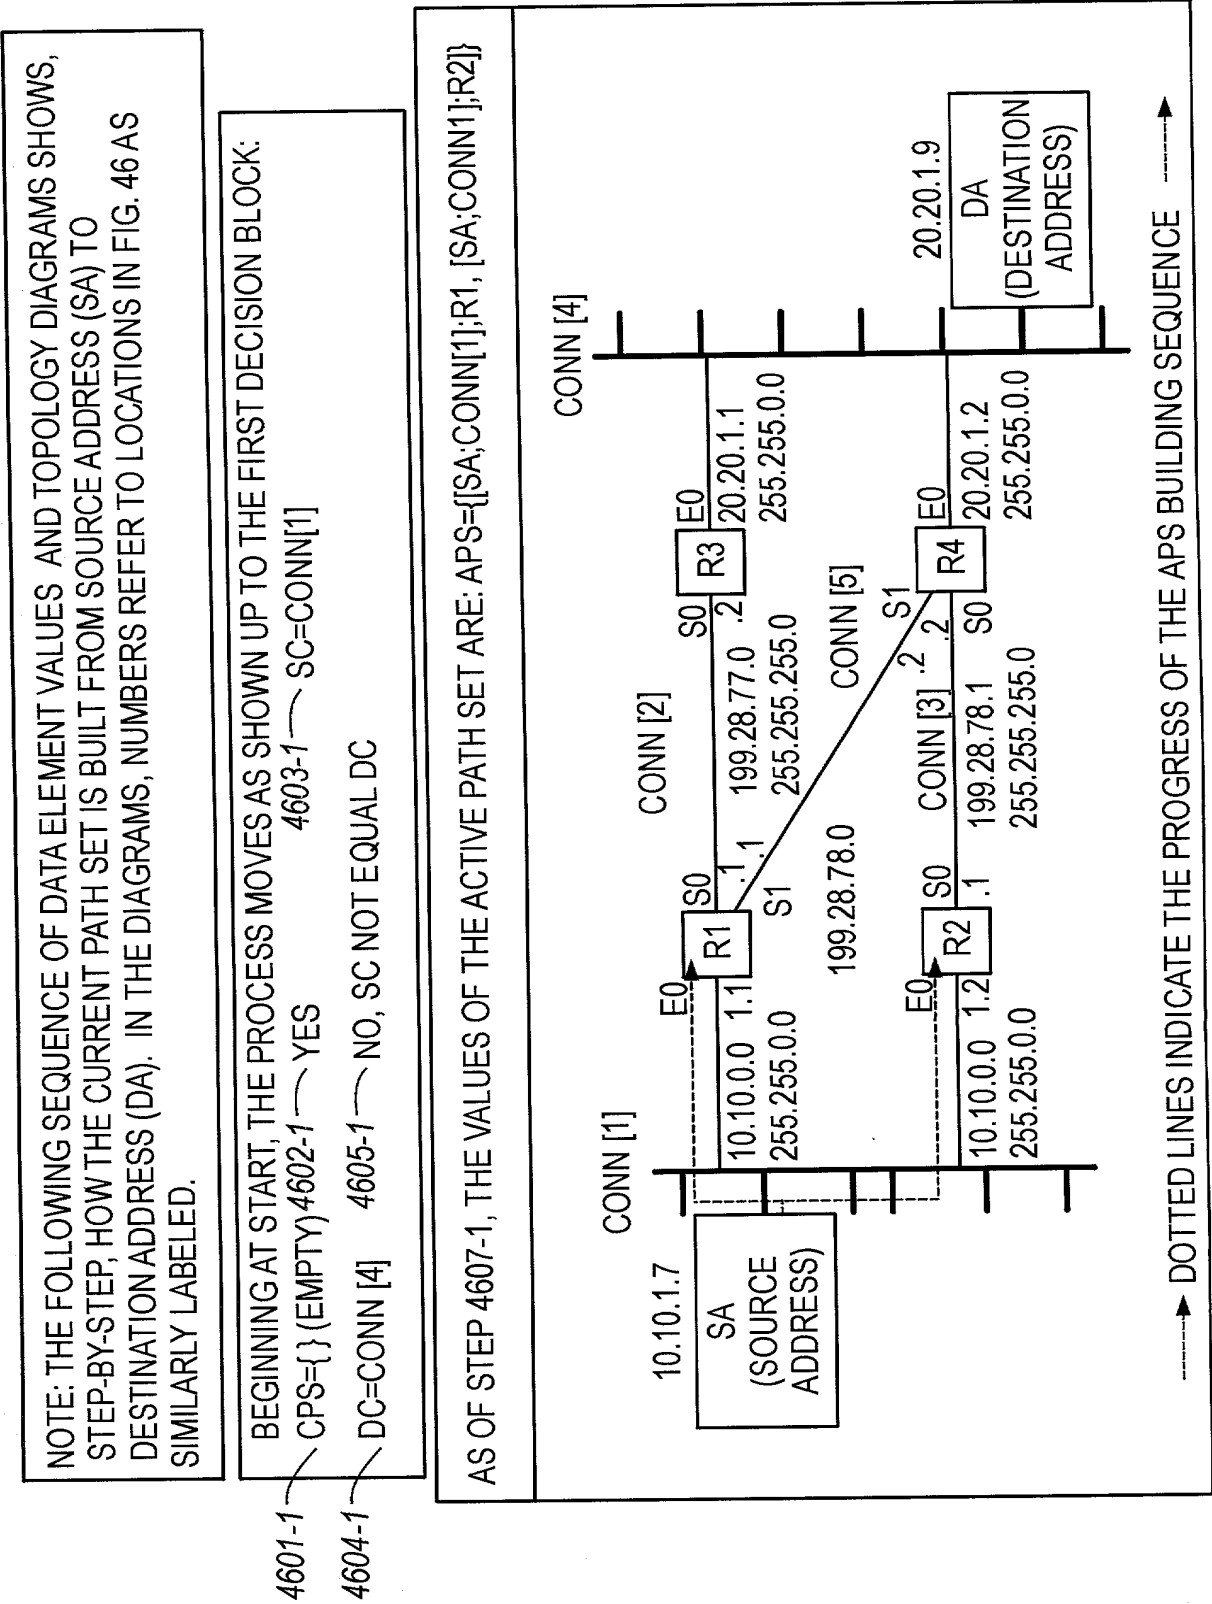 NOTE: THE FOLLOWING SEQUENCE OF DATA ELEMENT VALUES AND TOPOLOGY DIAGRAMS SHOWS,
STEP-BY-STEP, HOW THE CURRENT PATH SET IS BUILT FROM SOURCE ADDRESS (SA) TO
DESTINATION ADDRESS (DA). IN THE DIAGRAMS, NUMBERS REFER TO LOCATIONS IN FIG. 46 AS
SIMILARLY LABELED.
BEGINNING AT START, THE PROCESS MOVES AS SHOWN UP TO THE FIRST DECISION BLOCK:
4601-1 CPS={ } (EMPTY) 4602-1 YES 4603-1 SC=CONN[1]
4604-1 DC=CONN [4] 4605-1 NO, SC NOT EQUAL DC
AS OF STEP 4607-1, THE VALUES OF THE ACTIVE PATH SET ARE: APS={[SA;CONN[1];R1, [SA;CONN1];R2]}
CONN [1]
CONN [2]
CONN [4]
10.10.1.7
SA
(SOURCE
ADDRESS)
E0
R1
S0
10.10.0.0 1.1
255.255.0.0
.1
.1
S1
199.28.77.0
255.255.255.0
S0
.2
R3
E0
20.20.1.1
255.255.0.0
199.28.78.0
CONN [5]
S1
.2
E0
R2
S0
10.10.0.0 1.2
255.255.0.0
.1
CONN [3]
199.28.78.1
255.255.255.0
.2
S0
R4
E0
20.20.1.2
255.255.0.0
20.20.1.9
DA
(DESTINATION
ADDRESS)
DOTTED LINES INDICATE THE PROGRESS OF THE APS BUILDING SEQUENCE